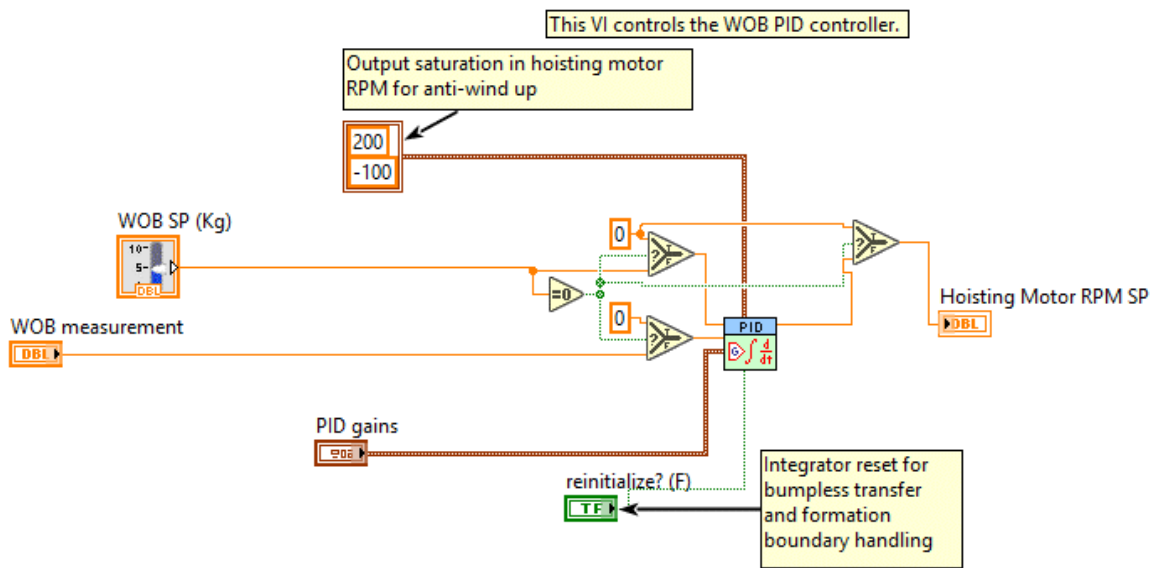 This VI controls the WOB PID controller.
Output saturation in hoisting motor
RPM for anti-wind up
200
-100
WOB SP (Kg)
10-
5-
DBL
0
?
T
F
=0
?
T
F
Hoisting Motor RPM SP
DBL
WOB measurement
DBL
0
?
T
F
PID
G
∫ d/dt
PID gains
reinitialize? (F)
TF
Integrator reset for
bumpless transfer
and formation
boundary handling